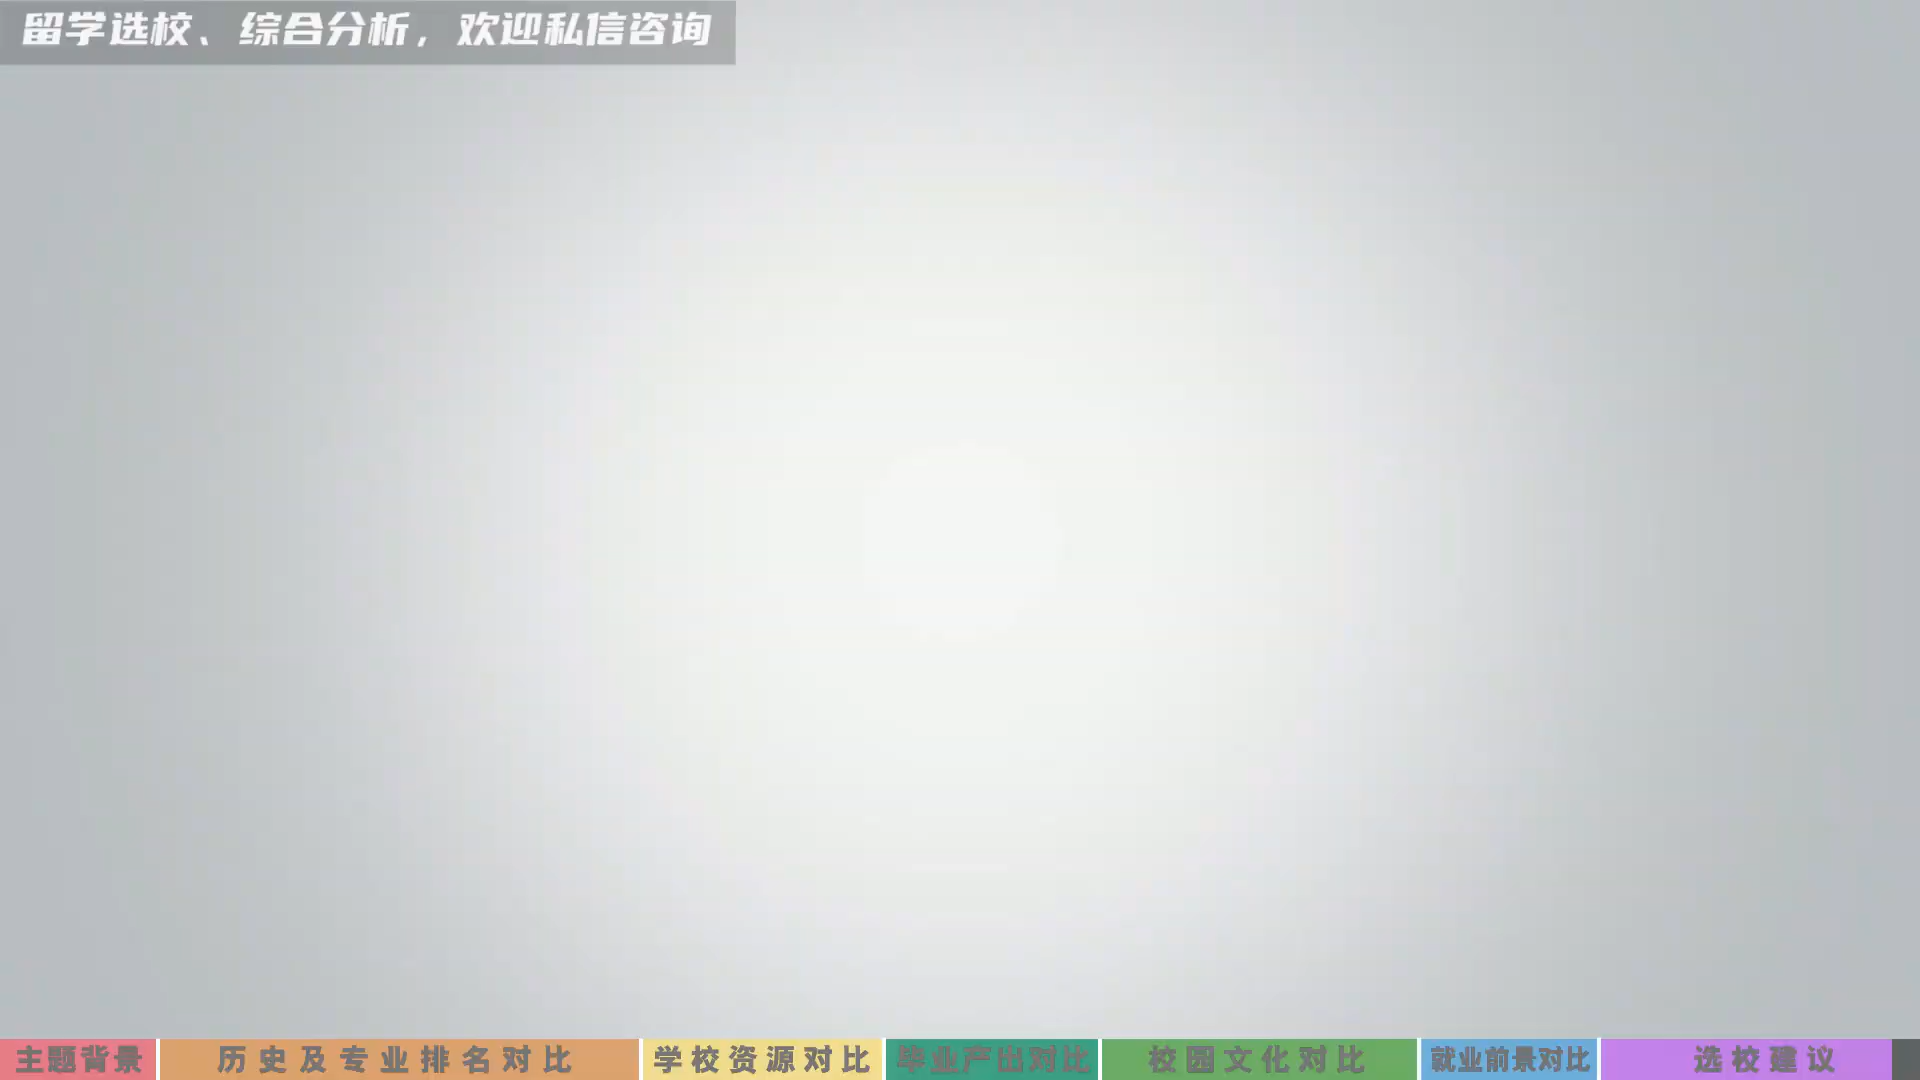 留学选校、综合分析，欢迎私信咨询
主题背景
历史及专业排名对比
学校资源对比
毕业产出对比
校园文化对比
就业前景对比
选校建议